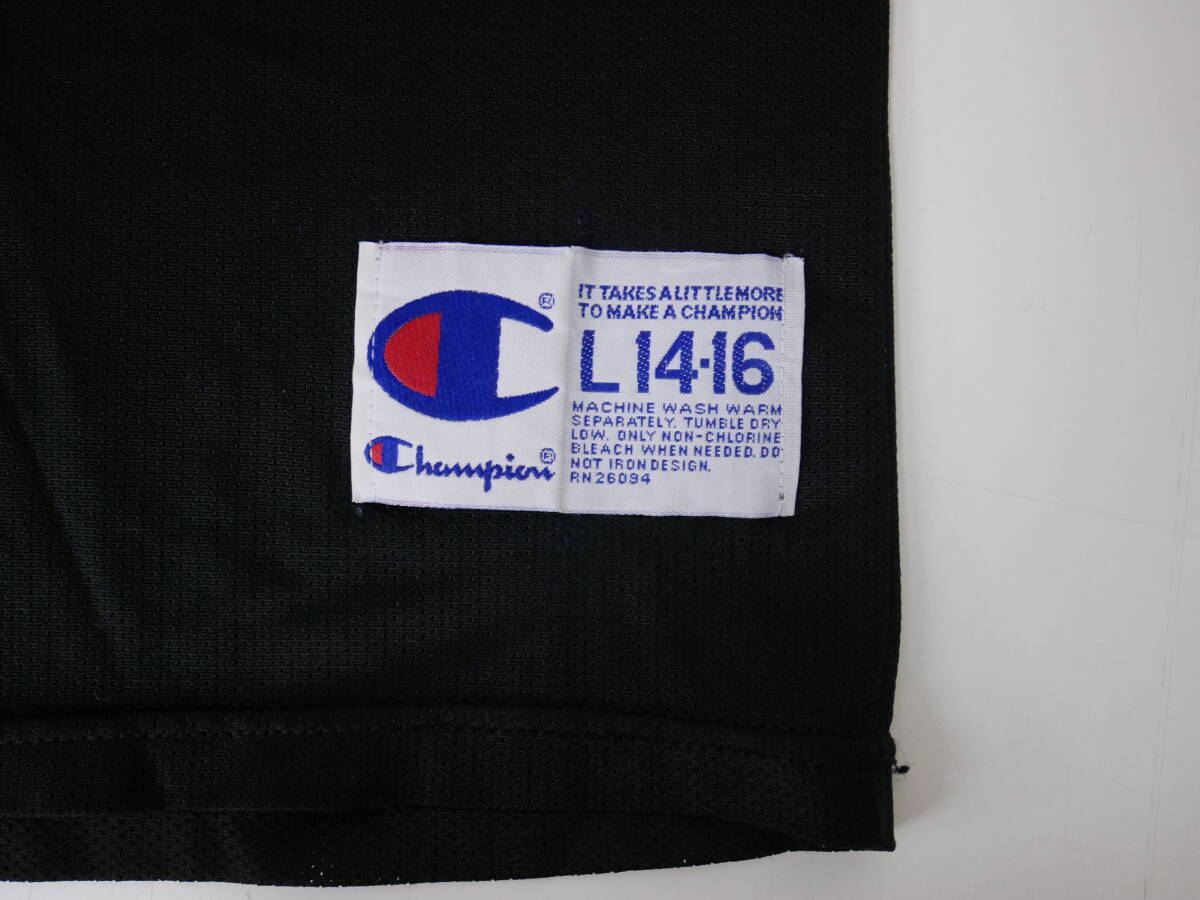 ®
Champion®
IT TAKES A LITTLE MORE
TO MAKE A CHAMPION
L 14·16
MACHINE WASH WARM
SEPARATELY. TUMBLE DRY
LOW. ONLY NON-CHLORINE
BLEACH WHEN NEEDED. DO
NOT IRON DESIGN.
RN 26094